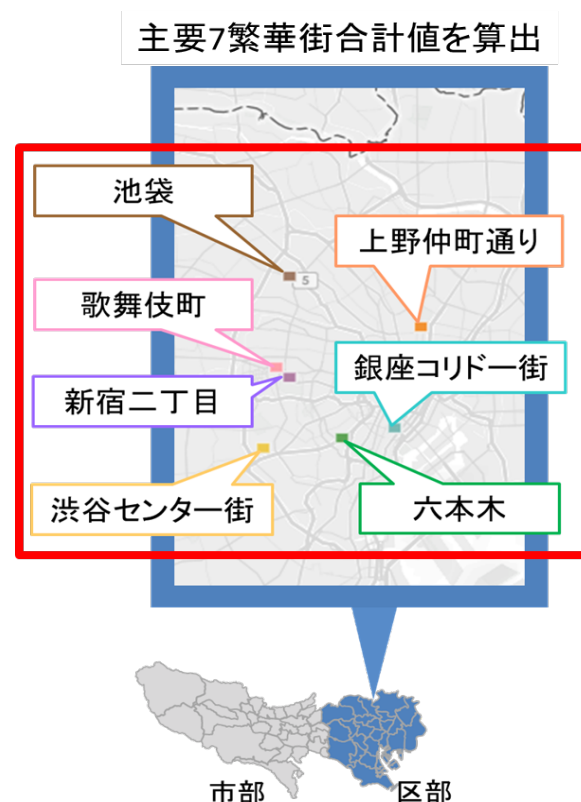 主要7繁華街合計値を算出
池袋
上野仲町通り
5
歌舞伎町
銀座コリドー街
新宿二丁目
渋谷センター街
六本木
市部
区部